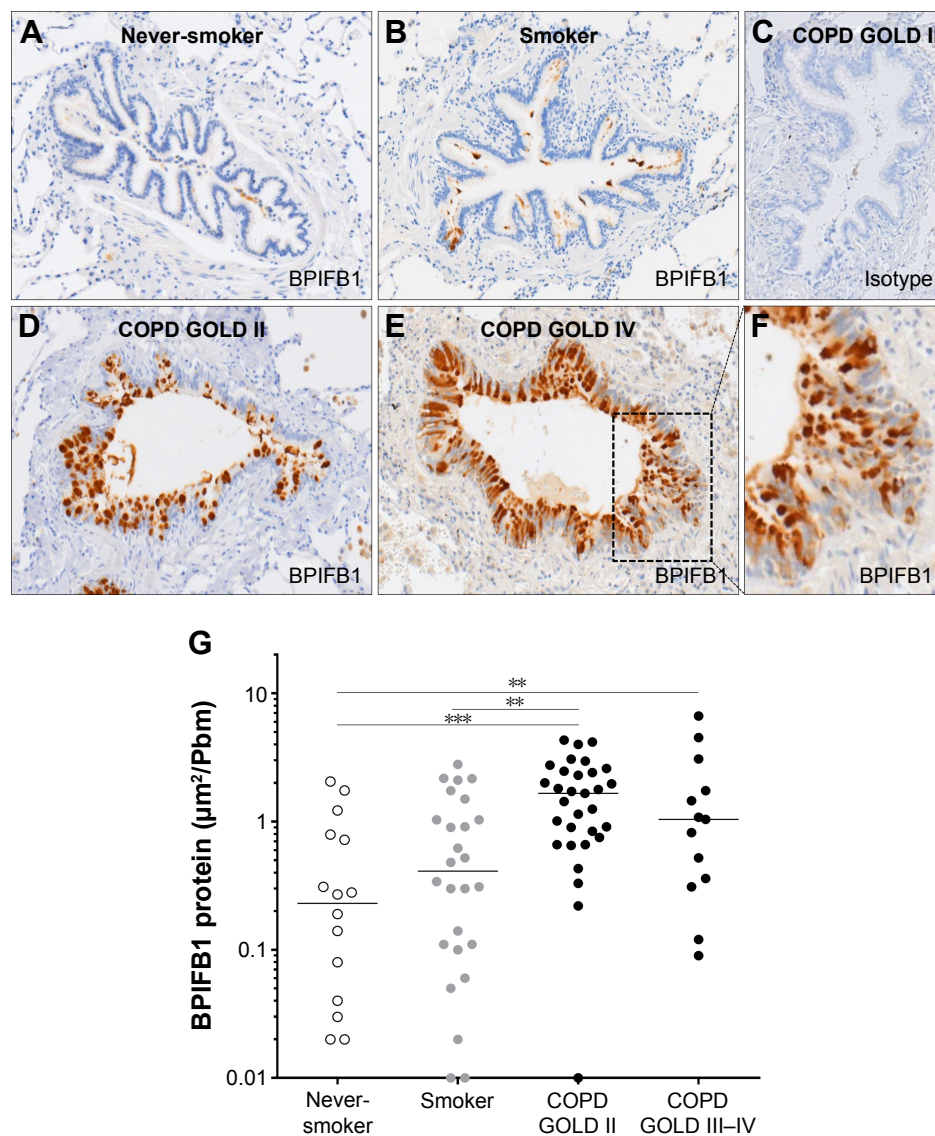 A
Never-smoker
BPIFB1
B
Smoker
BPIFB1
C
COPD GOLD I
Isotype
D
COPD GOLD II
BPIFB1
E
COPD GOLD IV
BPIFB1
F
BPIFB1
G
BPIFB1 protein (µm²/Pbm)
10
1
0.1
0.01
**
**
***
Never-
smoker
Smoker
COPD
GOLD II
COPD
GOLD III–IV